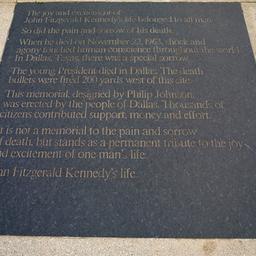 The joy and excitement of
John Fitzgerald Kennedy's life belonged to all men.
So did the pain and sorrow of his death.
When he died on November 22, 1963, shock and
agony touched human conscience throughout the world.
In Dallas, Texas, there was a special sorrow.
The young President died in Dallas. The death
bullets were fired 200 yards west of this site.
This memorial, designed by Philip Johnson,
was erected by the people of Dallas. Thousands of
citizens contributed support, money and effort.
t is not a memorial to the pain and sorrow
f death, but stands as a permanent tribute to the joy
nd excitement of one man's life.
hn Fitzgerald Kennedy's life.